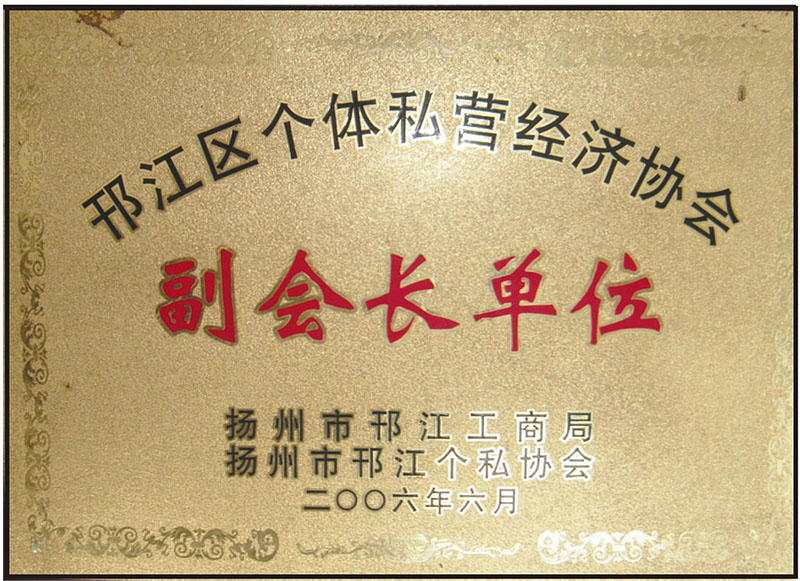 邗江区个体私营经济协会
副会长单位
扬州市邗江工商局
扬州市邗江个私协会
二〇〇六年六月